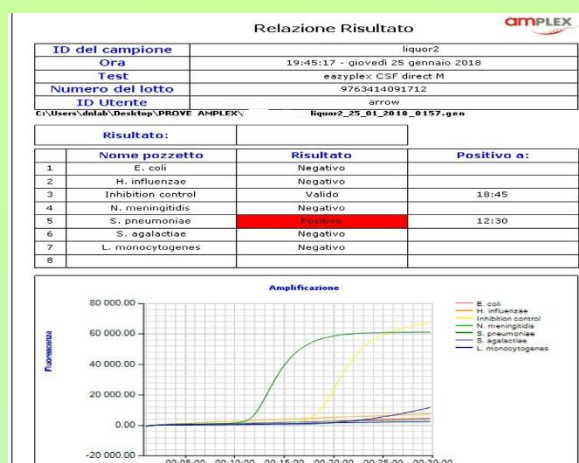 Relazione Risultato
amPLEX
ID del campione liquor2
Ora 19:45:17 - giovedì 25 gennaio 2018
Test eazyplex CSF direct M
Numero del lotto 9763414091712
ID Utente arrow
C:\Users\dnlab\Desktop\PROVE AMPLEX\ liquor2_25_01_2018_0157.gen
Risultato:
Nome pozzetto Risultato Positivo a:
1 E. coli Negativo
2 H. influenzae Negativo
3 Inhibition control Valido 18:45
4 N. meningitidis Negativo
5 S. pneumoniae Positivo 12:30
6 S. agalactiae Negativo
7 L. monocytogenes Negativo
8
Amplificazione
Fluorescenza
80 000.00
60 000.00
40 000.00
20 000.00
0.00
-20 000.00
E. coli
H. influenzae
Inhibition control
N. meningitidis
S. pneumoniae
S. agalactiae
L. monocytogenes
00:05:00 00:10:00 00:15:00 00:20:00 00:25:00 00:30:00